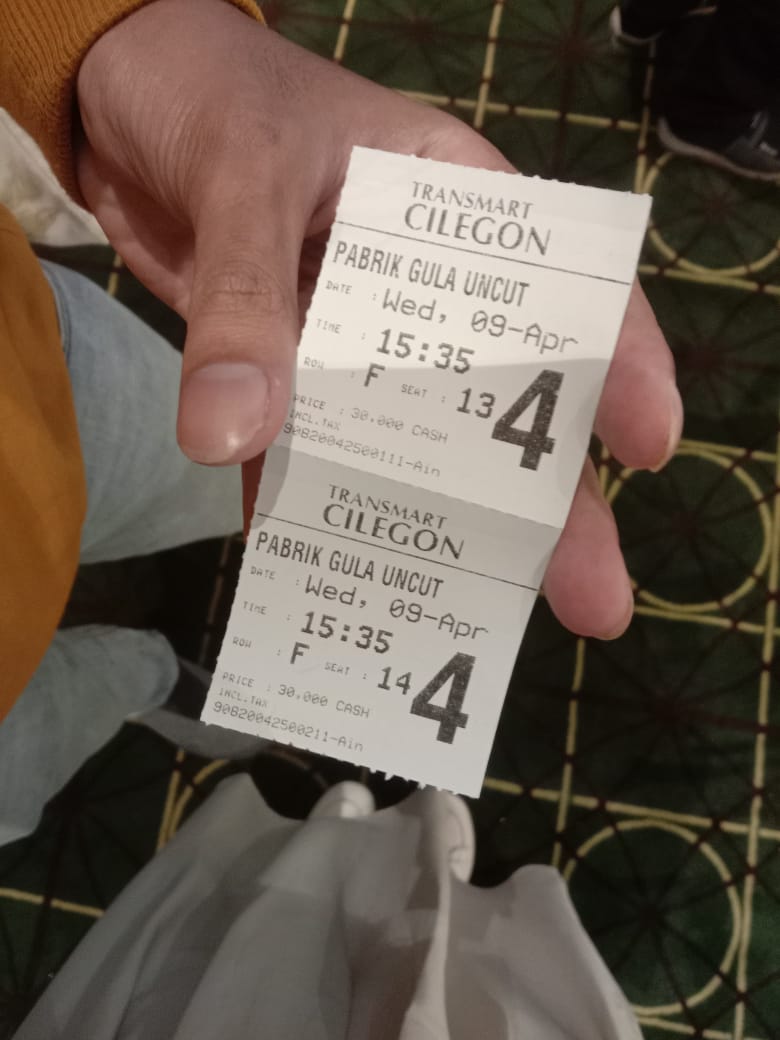 TRANSMART
CILEGON
PABRIK GULA UNCUT
DATE : Wed, 09-Apr
TIME : 15:35
ROW : F SEAT : 13 4
PRICE : 30.000 CASH
INCL.TAX
90B20042500111-Ain
TRANSMART
CILEGON
PABRIK GULA UNCUT
DATE : Wed, 09-Apr
TIME : 15:35
ROW : F SEAT : 14 4
PRICE : 30.000 CASH
INCL.TAX
90B20042500211-Ain